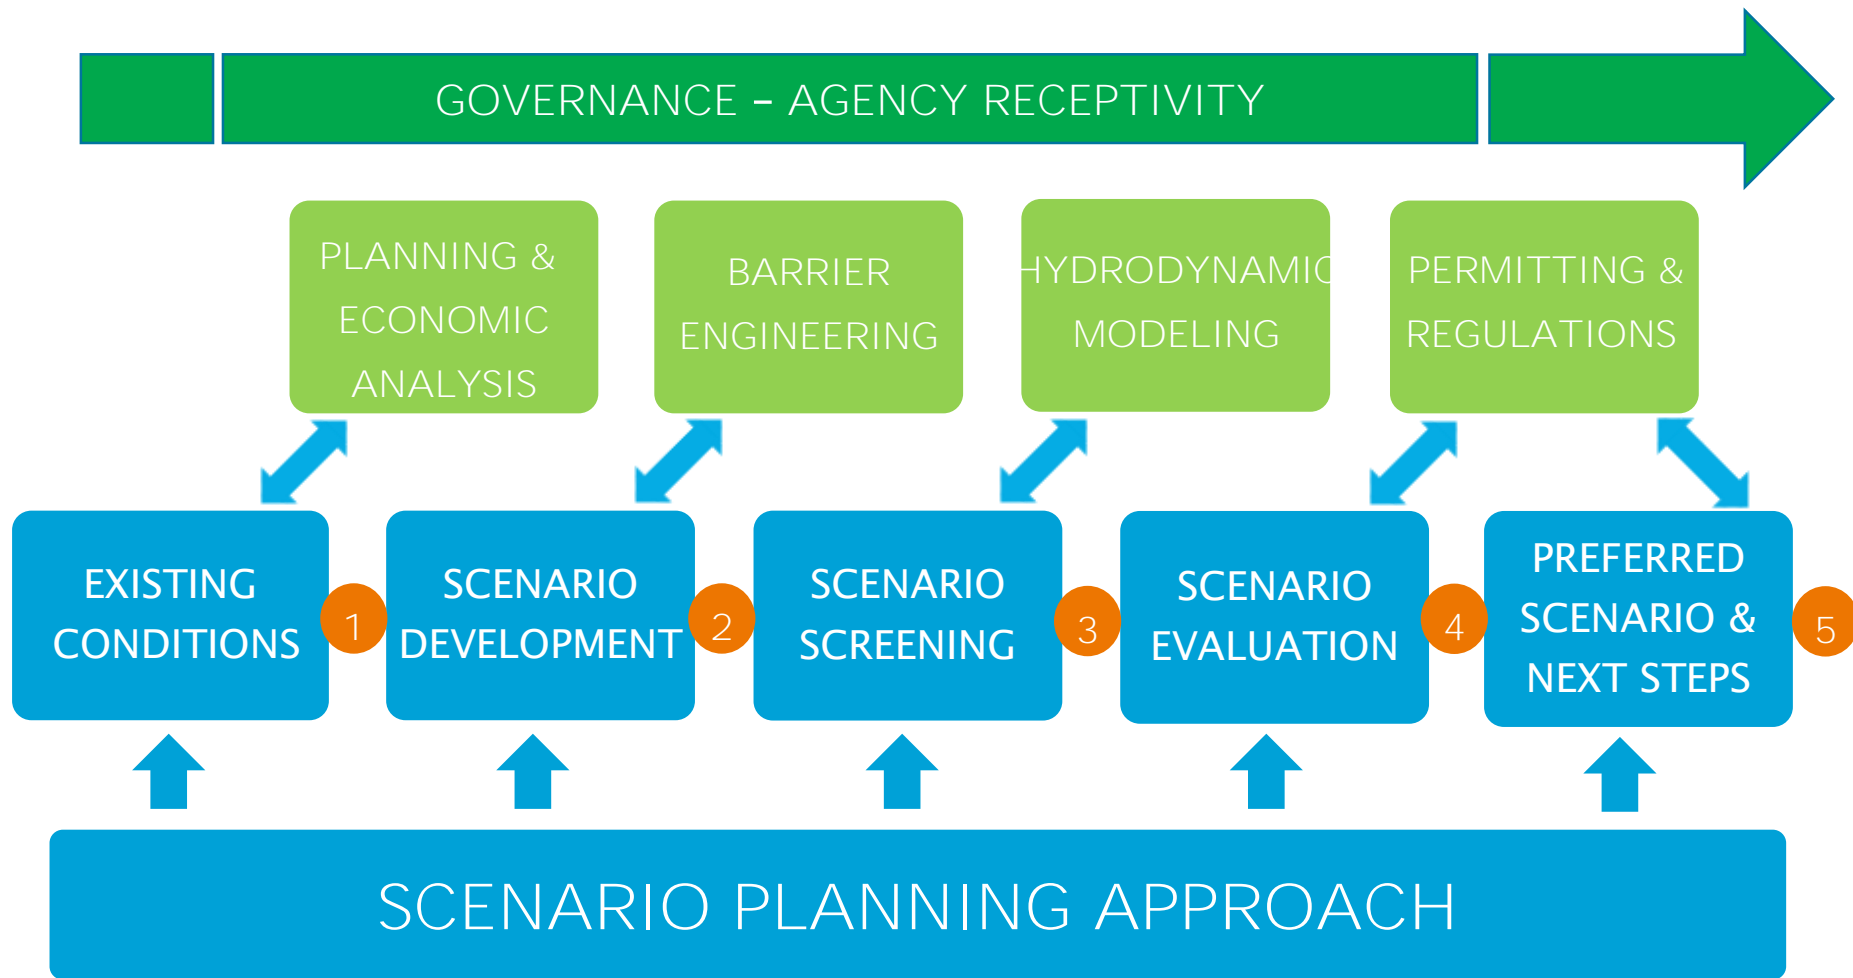 GOVERNANCE – AGENCY RECEPTIVITY
PLANNING &
ECONOMIC
ANALYSIS
BARRIER
ENGINEERING
HYDRODYNAMIC
MODELING
PERMITTING &
REGULATIONS
EXISTING
CONDITIONS
1
SCENARIO
DEVELOPMENT
2
SCENARIO
SCREENING
3
SCENARIO
EVALUATION
4
PREFERRED
SCENARIO &
NEXT STEPS
5
SCENARIO PLANNING APPROACH